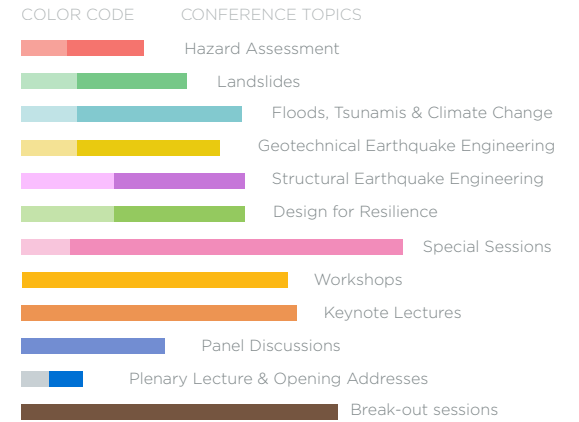 COLOR CODE CONFERENCE TOPICS
Hazard Assessment
Landslides
Floods, Tsunamis & Climate Change
Geotechnical Earthquake Engineering
Structural Earthquake Engineering
Design for Resilience
Special Sessions
Workshops
Keynote Lectures
Panel Discussions
Plenary Lecture & Opening Addresses
Break-out sessions